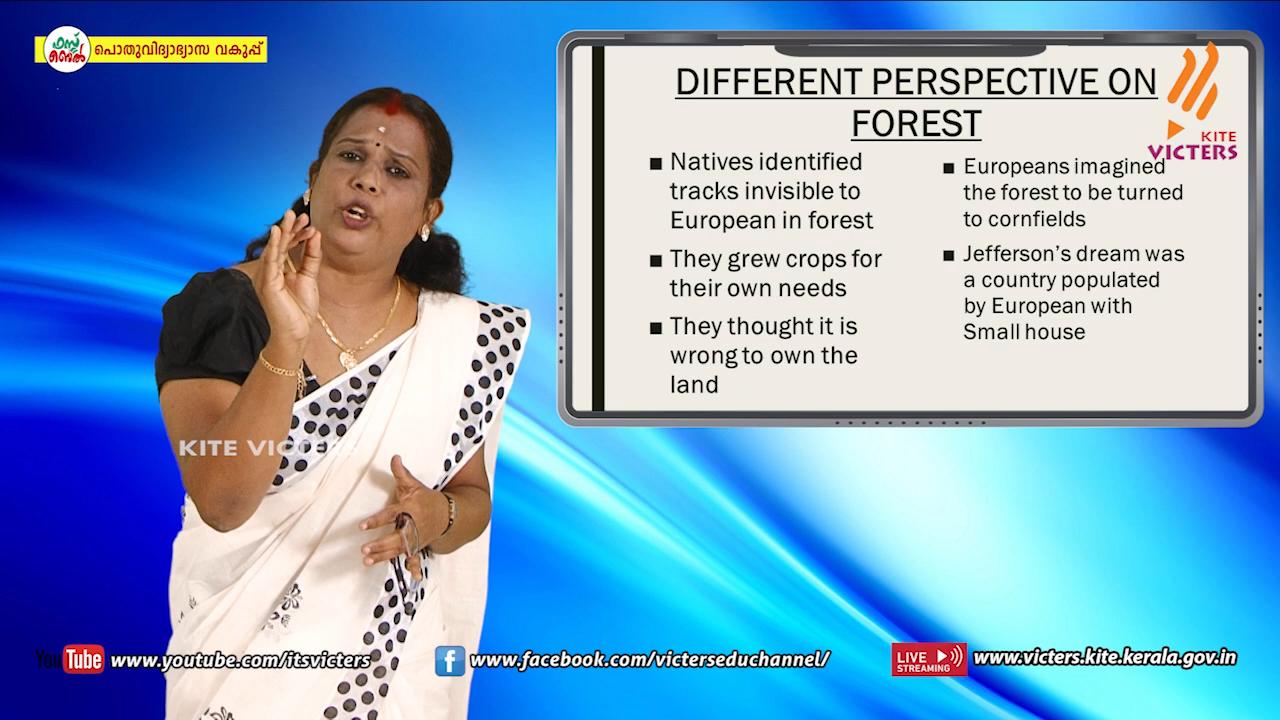 ഫസ്റ്റ്
ബെൽ
പൊതുവിദ്യാഭ്യാസ വകുപ്പ്
DIFFERENT PERSPECTIVE ON
FOREST
KITE
VICTERS
■ Natives identified
tracks invisible to
European in forest
■ They grew crops for
their own needs
■ They thought it is
wrong to own the
land
■ Europeans imagined
the forest to be turned
to cornfields
■ Jefferson's dream was
a country populated
by European with
Small house
KITE VICTERS
YouTube www.youtube.com/itsvicters
f www.facebook.com/victerseduchannel/
LIVE
STREAMING
www.victers.kite.kerala.gov.in